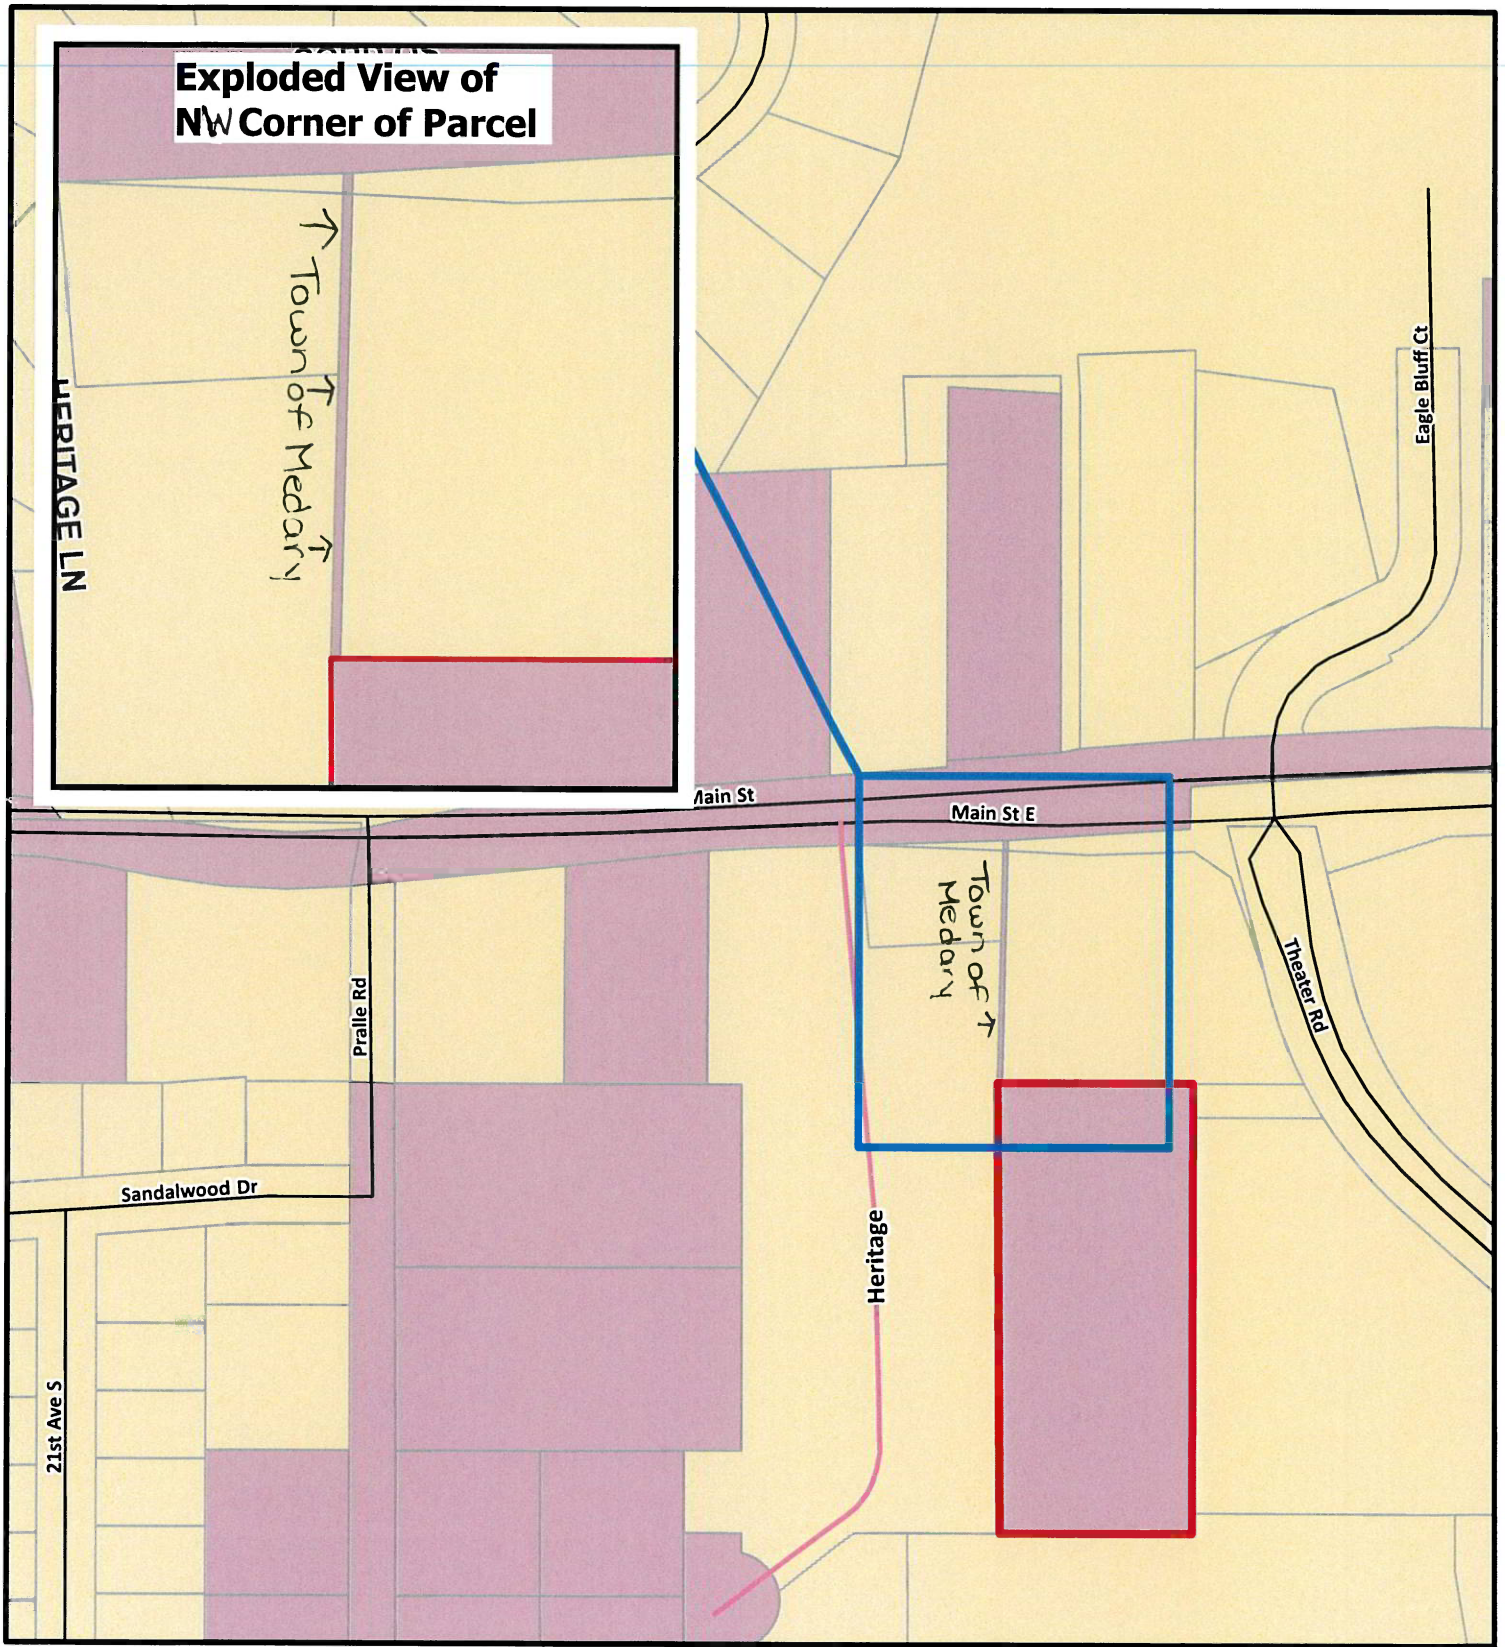 Exploded View of
NW Corner of Parcel
↑ Town of Medary
HERITAGE LN
Eagle Bluff Ct
Main St
Main St E
Town of
Medary
Theater Rd
Pralle Rd
Sandalwood Dr
Heritage
21st Ave S